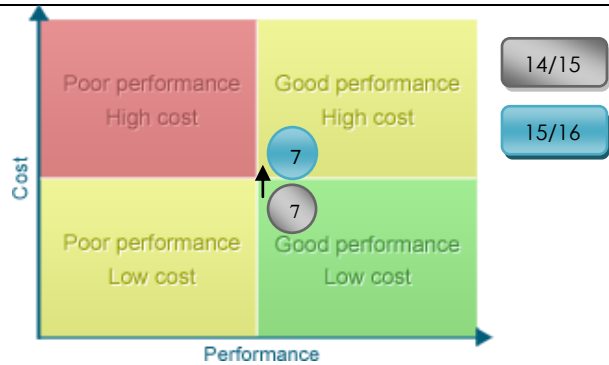 Poor performance
High cost
Good performance
High cost
14/15
15/16
7
7
Cost
Poor performance
Low cost
Good performance
Low cost
Performance